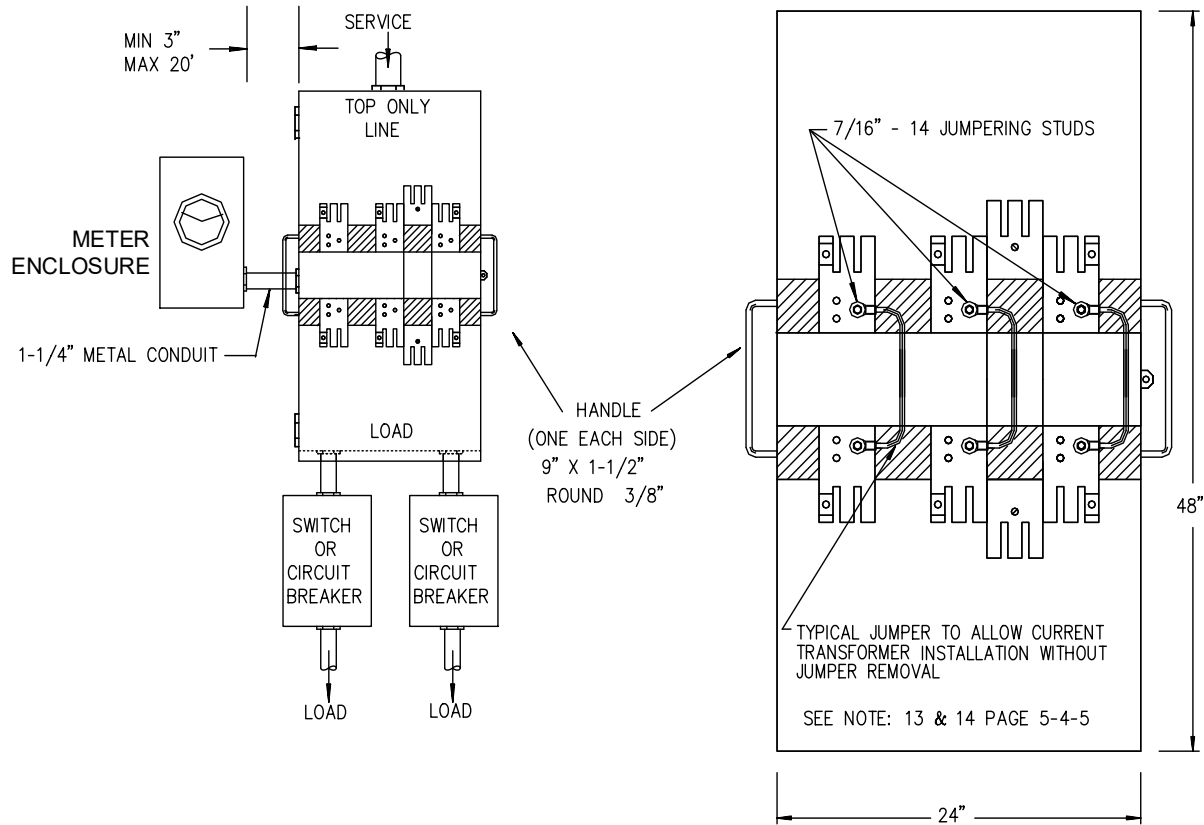 MIN 3"
MAX 20'
SERVICE
TOP ONLY
LINE
METER
ENCLOSURE
1-1/4" METAL CONDUIT
LOAD
SWITCH
OR
CIRCUIT
BREAKER
SWITCH
OR
CIRCUIT
BREAKER
LOAD
LOAD
HANDLE
(ONE EACH SIDE)
9" X 1-1/2"
ROUND 3/8"
7/16" - 14 JUMPERING STUDS
48"
TYPICAL JUMPER TO ALLOW CURRENT
TRANSFORMER INSTALLATION WITHOUT
JUMPER REMOVAL
SEE NOTE: 13 & 14 PAGE 5-4-5
24"